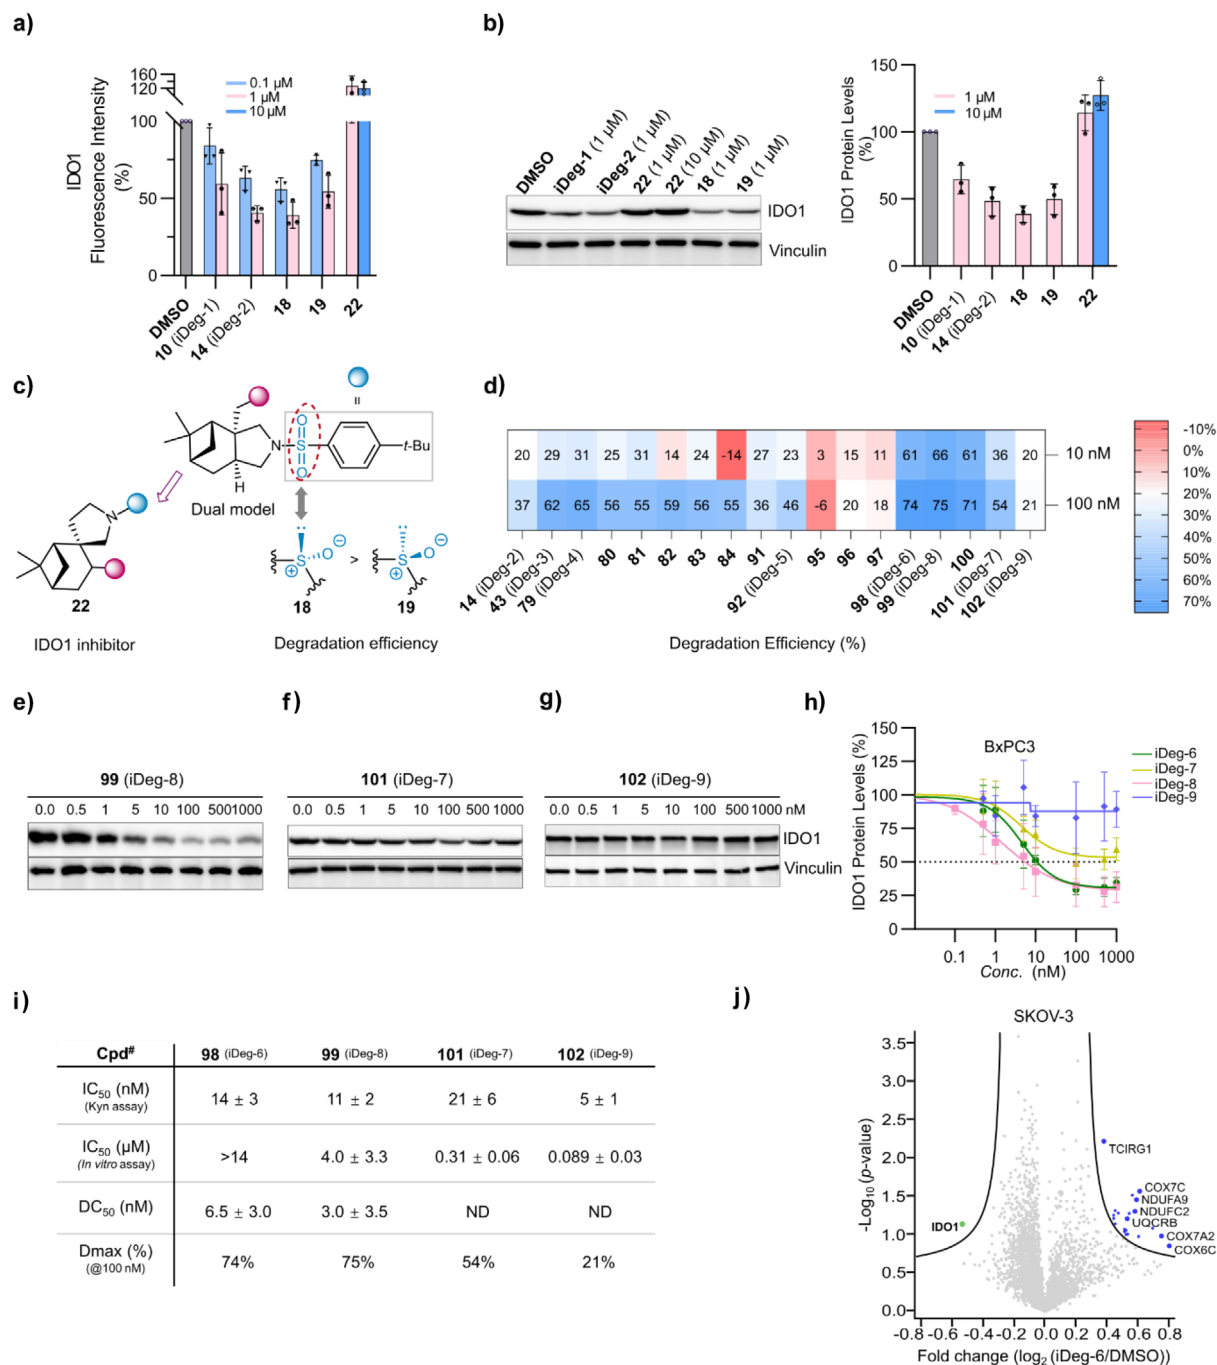 a)
160
120
100
50
0
IDO1
Fluorescence Intensity
(%)
0.1 µM
1 µM
10 µM
DMSO
10 (iDeg-1)
14 (iDeg-2)
18
19
22
b)
DMSO
iDeg-1 (1 µM)
iDeg-2 (1 µM)
22 (1 µM)
22 (10 µM)
18 (1 µM)
19 (1 µM)
IDO1
Vinculin
150
100
50
0
IDO1 Protein Levels
(%)
1 µM
10 µM
DMSO
10 (iDeg-1)
14 (iDeg-2)
18
19
22
c)
O
N
S
O
t-Bu
H
Dual model
N
22
IDO1 inhibitor
S
O
⊖
⊕
18
>
S
O
⊖
⊕
19
Degradation efficiency
d)
20 29 31 25 31 14 24 -14 27 23 3 15 11 61 66 61 36 20
10 nM
37 62 65 56 55 59 56 55 36 46 -6 20 18 74 75 71 54 21
100 nM
14 (iDeg-2)
43 (iDeg-3)
79 (iDeg-4)
80
81
82
83
84
91
92 (iDeg-5)
95
96
97
98 (iDeg-6)
99 (iDeg-8)
100
101 (iDeg-7)
102 (iDeg-9)
Degradation Efficiency (%)
-10%
0%
10%
20%
30%
40%
50%
60%
70%
e)
99 (iDeg-8)
0.0 0.5 1 5 10 100 500 1000
f)
101 (iDeg-7)
0.0 0.5 1 5 10 100 500 1000 nM
g)
102 (iDeg-9)
0.0 0.5 1 5 10 100 500 1000
IDO1
Vinculin
h)
BxPC3
150
125
100
75
50
25
0
IDO1 Protein Levels (%)
0.1 1 10 100 1000
Conc. (nM)
iDeg-6
iDeg-7
iDeg-8
iDeg-9
i)
Cpd# 98 (iDeg-6) 99 (iDeg-8) 101 (iDeg-7) 102 (iDeg-9)
IC50 (nM)
(Kyn assay)
14 ± 3 11 ± 2 21 ± 6 5 ± 1
IC50 (µM)
(In vitro assay)
>14 4.0 ± 3.3 0.31 ± 0.06 0.089 ± 0.03
DC50 (nM) 6.5 ± 3.0 3.0 ± 3.5 ND ND
Dmax (%)
(@100 nM)
74% 75% 54% 21%
j)
SKOV-3
3.5
3.0
2.5
2.0
1.5
1.0
0.5
0.0
-Log10 (p-value)
TCIRG1
COX7C
NDUFA9
NDUFC2
UQCRB
COX7A2
COX6C
IDO1
-0.8 -0.6 -0.4 -0.2 0.0 0.2 0.4 0.6 0.8
Fold change (log2 (iDeg-6/DMSO))